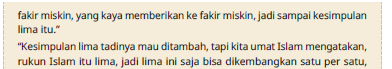 fakir miskin, yang kaya memberikan ke fakir miskin, jadi sampai kesimpulan
lima itu.”
“Kesimpulan lima tadinya mau ditambah, tapi kita umat Islam mengatakan,
rukun Islam itu lima, jadi lima ini saja bisa dikembangkan satu per satu,